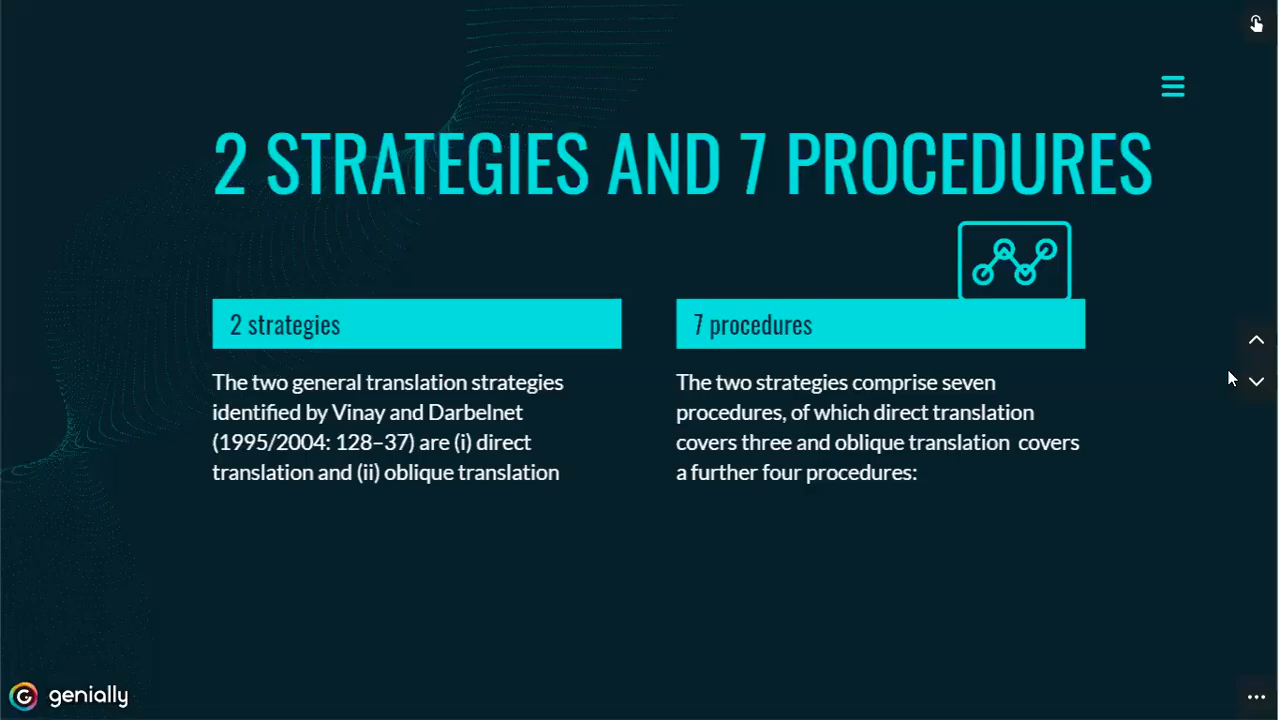 2 STRATEGIES AND 7 PROCEDURES
2 strategies
The two general translation strategies
identified by Vinay and Darbelnet
(1995/2004: 128–37) are (i) direct
translation and (ii) oblique translation
7 procedures
The two strategies comprise seven
procedures, of which direct translation
covers three and oblique translation  covers
a further four procedures:
genially